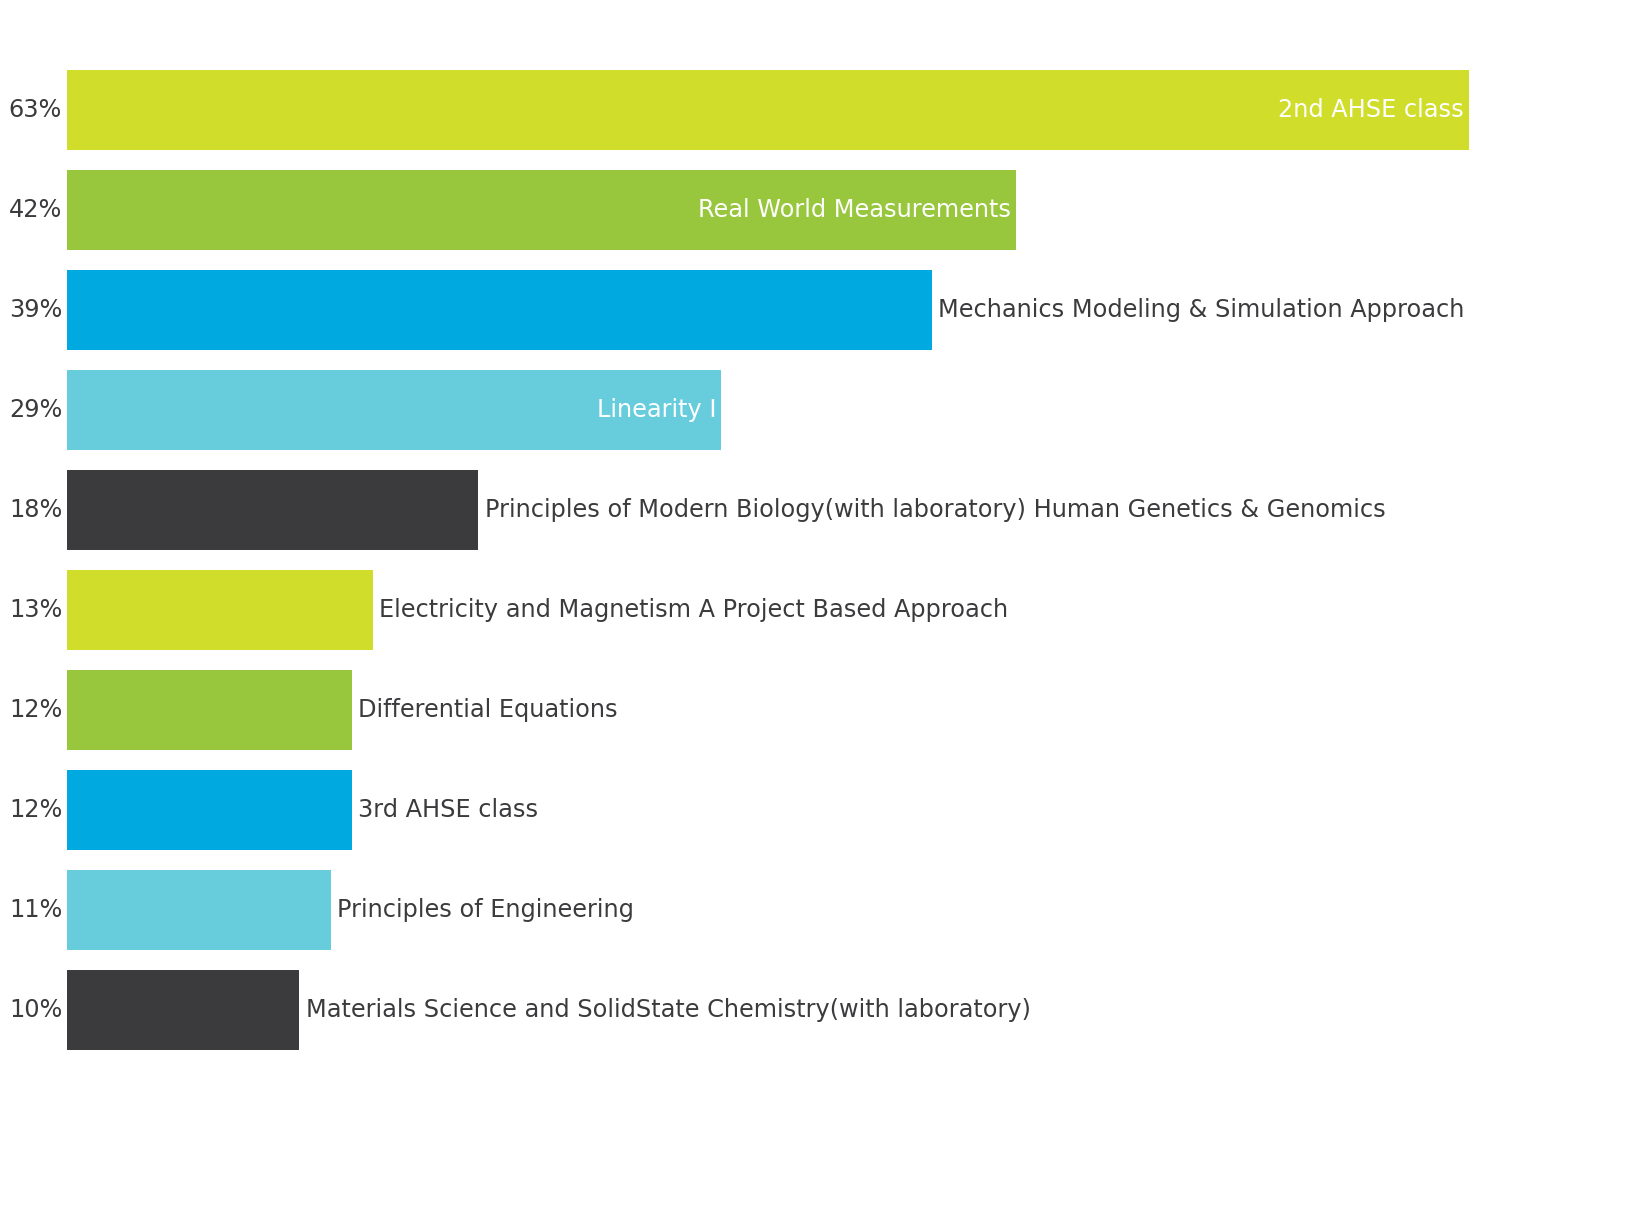 63% 2nd AHSE class
42% Real World Measurements
39% Mechanics Modeling & Simulation Approach
29% Linearity I
18% Principles of Modern Biology(with laboratory) Human Genetics & Genomics
13% Electricity and Magnetism A Project Based Approach
12% Differential Equations
12% 3rd AHSE class
11% Principles of Engineering
10% Materials Science and SolidState Chemistry(with laboratory)